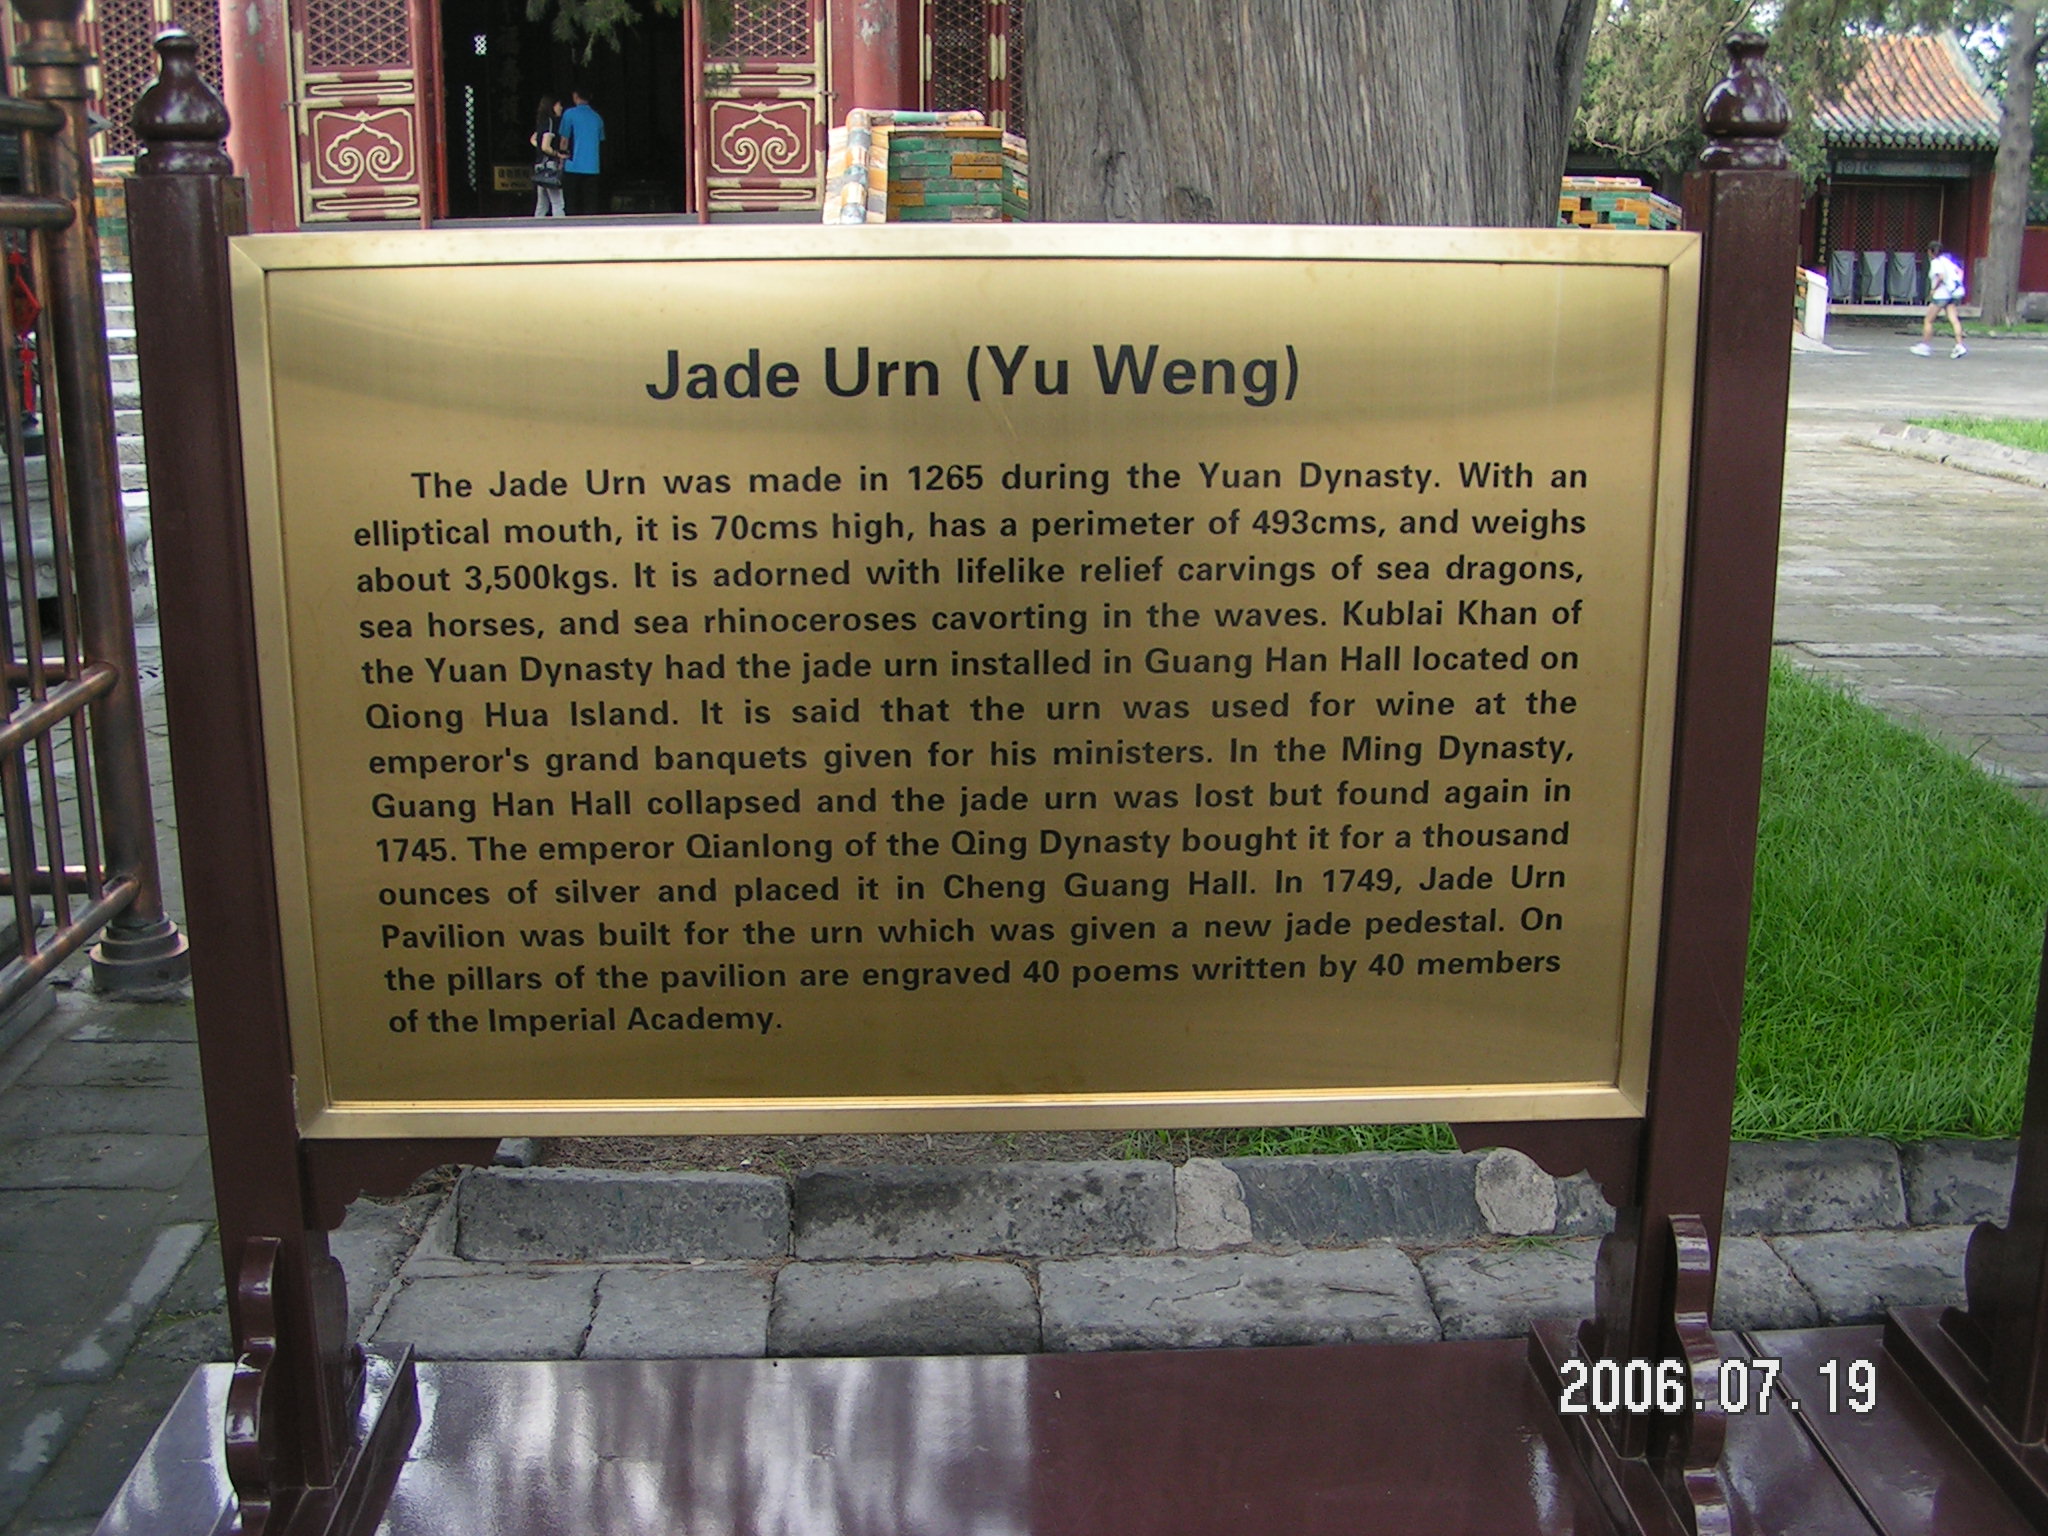 Jade Urn (Yu Weng)
The Jade Urn was made in 1265 during the Yuan Dynasty. With an
elliptical mouth, it is 70cms high, has a perimeter of 493cms, and weighs
about 3,500kgs. It is adorned with lifelike relief carvings of sea dragons,
sea horses, and sea rhinoceroses cavorting in the waves. Kublai Khan of
the Yuan Dynasty had the jade urn installed in Guang Han Hall located on
Qiong Hua Island. It is said that the urn was used for wine at the
emperor's grand banquets given for his ministers. In the Ming Dynasty,
Guang Han Hall collapsed and the jade urn was lost but found again in
1745. The emperor Qianlong of the Qing Dynasty bought it for a thousand
ounces of silver and placed it in Cheng Guang Hall. In 1749, Jade Urn
Pavilion was built for the urn which was given a new jade pedestal. On
the pillars of the pavilion are engraved 40 poems written by 40 members
of the Imperial Academy.
2006.07.19